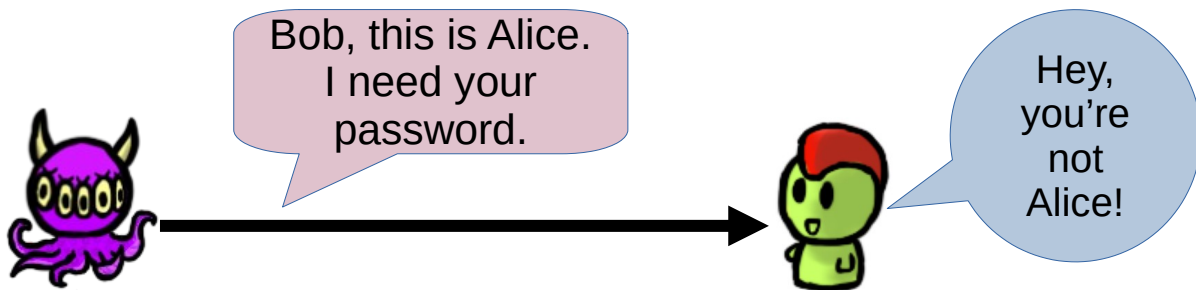 Bob, this is Alice.
I need your
password.
Hey,
you’re
not
Alice!